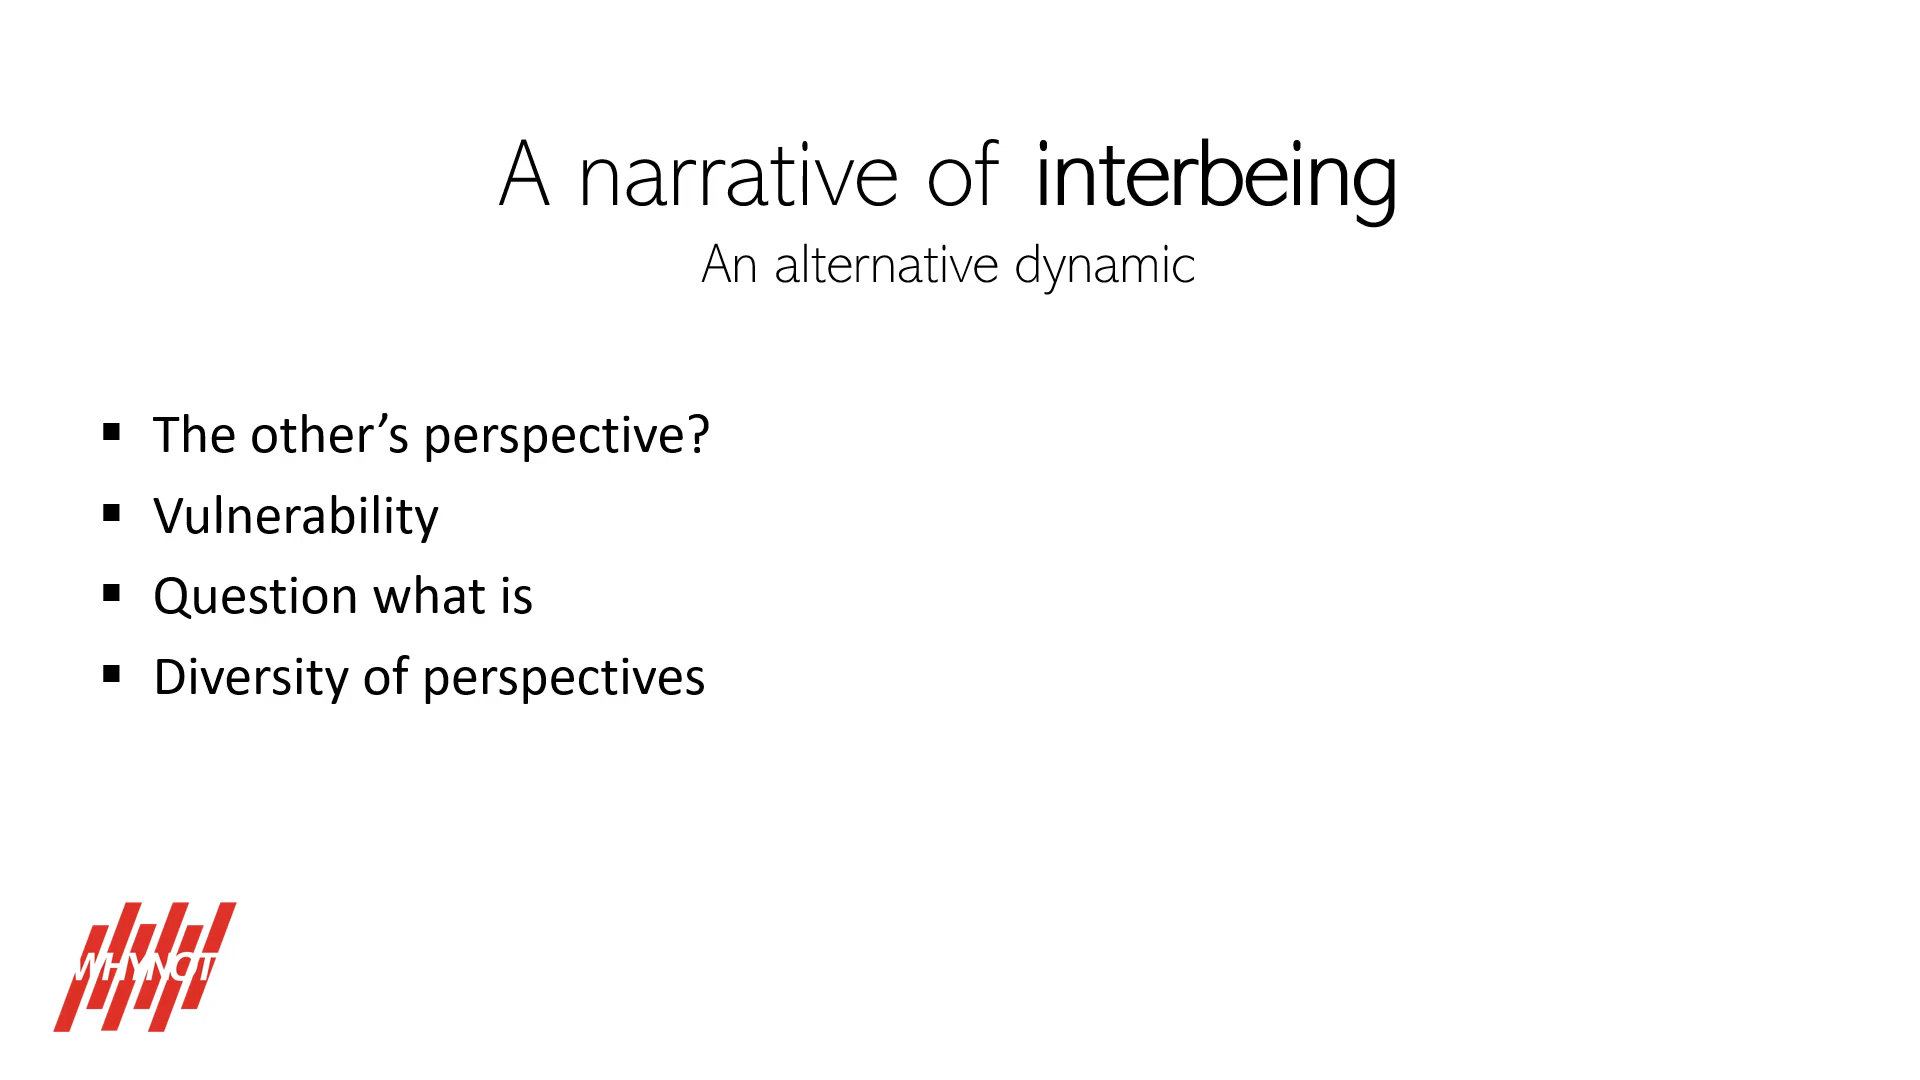 A narrative of interbeing
An alternative dynamic
▪ The other’s perspective?
▪ Vulnerability
▪ Question what is
▪ Diversity of perspectives
WHYNOT